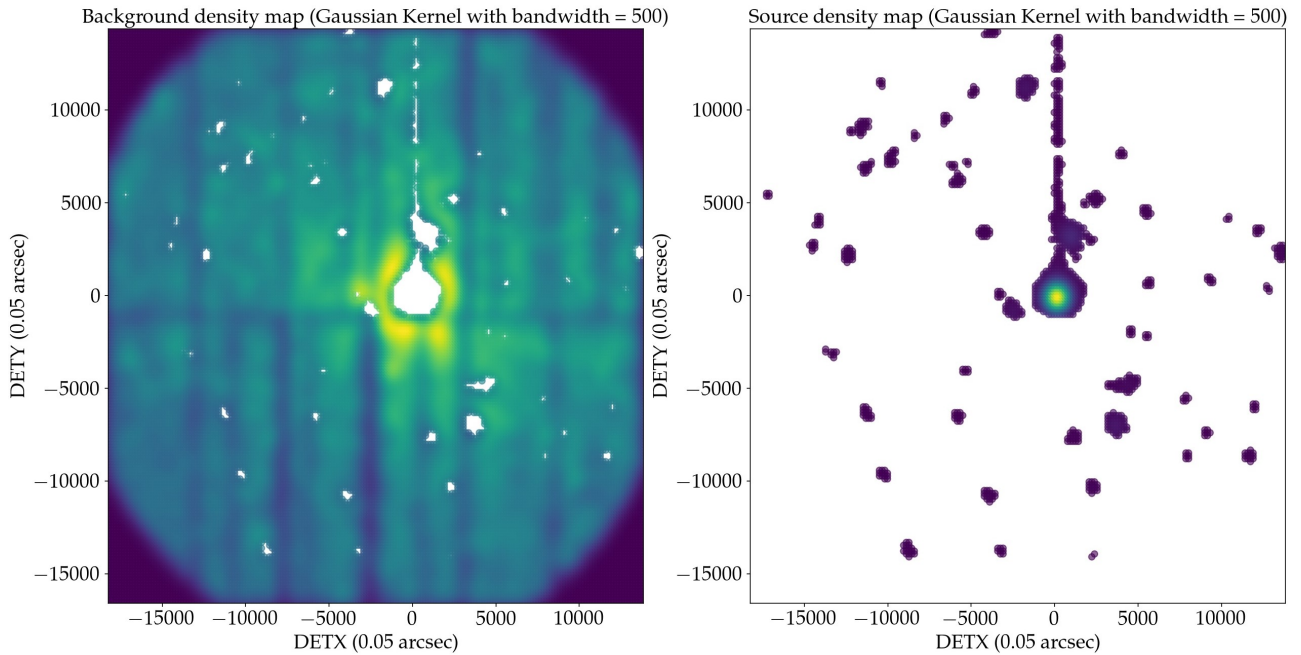 Background density map (Gaussian Kernel with bandwidth = 500)
10000
5000
0
−5000
−10000
−15000
DETY (0.05 arcsec)
−15000 −10000 −5000 0 5000 10000
DETX (0.05 arcsec)
Source density map (Gaussian Kernel with bandwidth = 500)
10000
5000
0
−5000
−10000
−15000
DETY (0.05 arcsec)
−15000 −10000 −5000 0 5000 10000
DETX (0.05 arcsec)